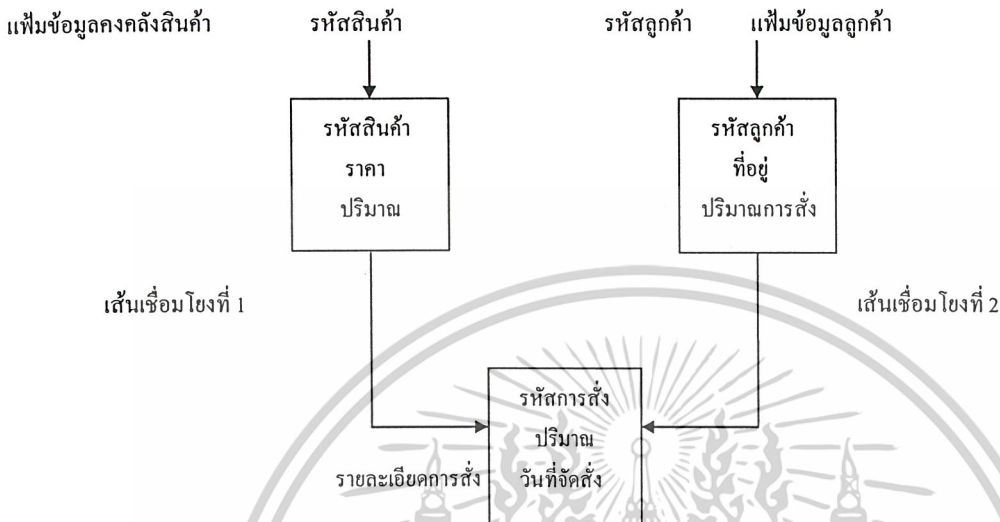 แฟ้มข้อมูลคงคลังสินค้า รหัสสินค้า รหัสลูกค้า แฟ้มข้อมูลลูกค้า
รหัสสินค้า
ราคา
ปริมาณ
รหัสลูกค้า
ที่อยู่
ปริมาณการสั่ง
เส้นเชื่อมโยงที่ 1
เส้นเชื่อมโยงที่ 2
รหัสการสั่ง
ปริมาณ
วันที่จัดสั่ง
รายละเอียดการสั่ง